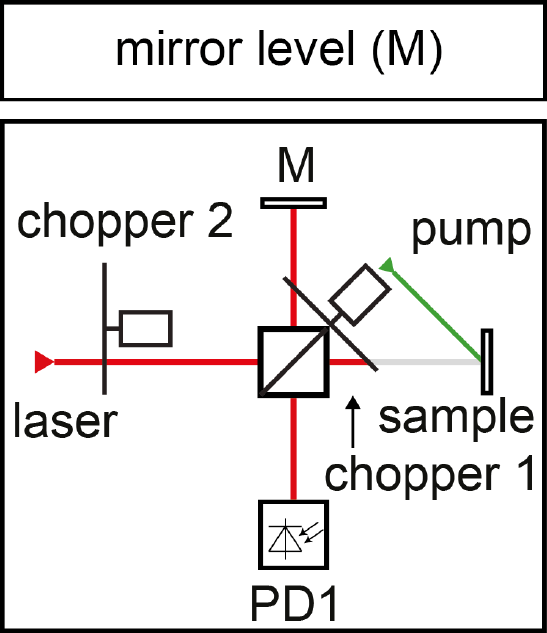 mirror level (M)
M
chopper 2
pump
laser
sample
chopper 1
PD1